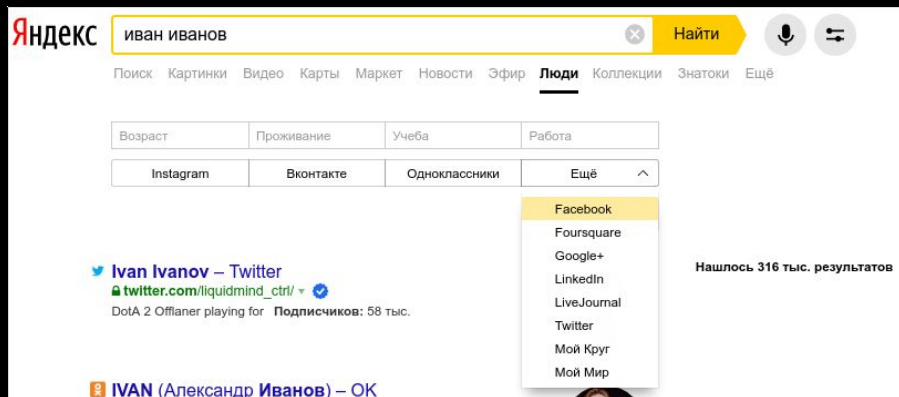 Яндекс иван иванов Найти
Поиск Картинки Видео Карты Маркет Новости Эфир Люди Коллекции Знатоки Ещё
Возраст Проживание Учеба Работа
Instagram Вконтакте Одноклассники Ещё
Facebook
Foursquare
Google+
LinkedIn
LiveJournal
Twitter
Мой Круг
Мой Мир
Ivan Ivanov – Twitter
twitter.com/liquidmind_ctrl/
DotA 2 Offlaner playing for Подписчиков: 58 тыс.
Нашлось 316 тыс. результатов
IVAN (Александр Иванов) – OK